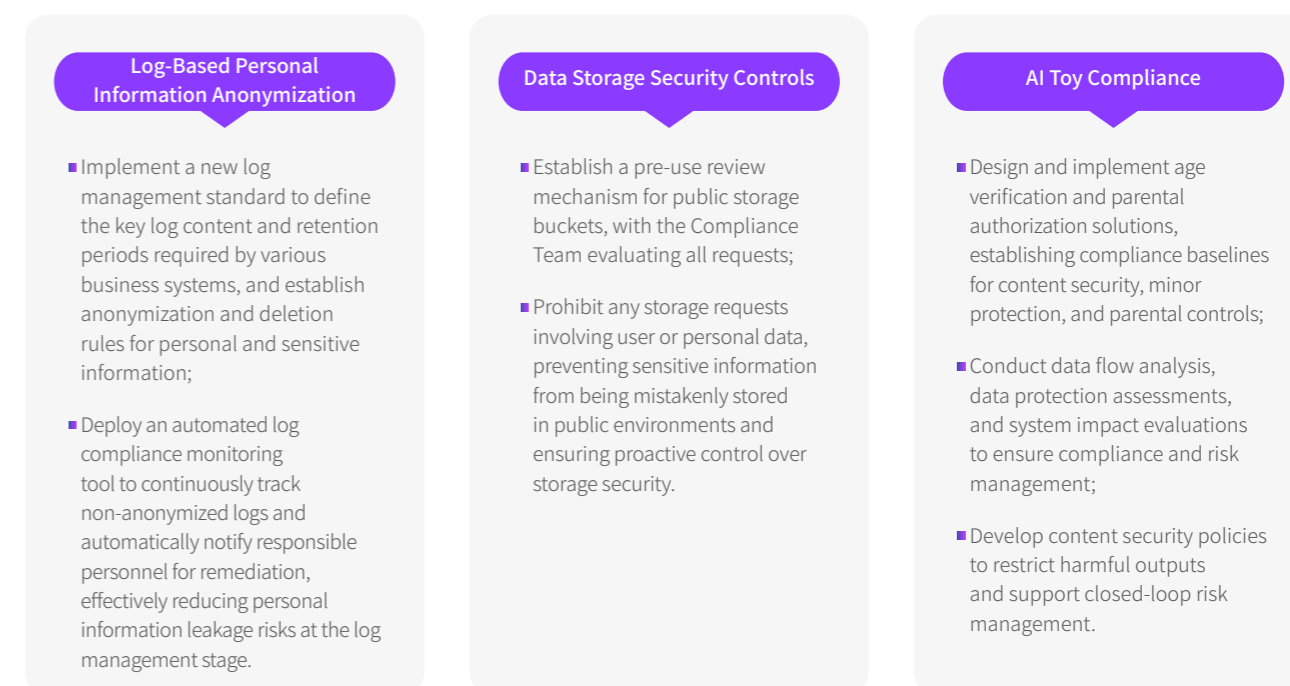 Log-Based Personal
Information Anonymization
Implement a new log
management standard to define
the key log content and retention
periods required by various
business systems, and establish
anonymization and deletion
rules for personal and sensitive
information;
Deploy an automated log
compliance monitoring
tool to continuously track
non-anonymized logs and
automatically notify responsible
personnel for remediation,
effectively reducing personal
information leakage risks at the log
management stage.
Data Storage Security Controls
Establish a pre-use review
mechanism for public storage
buckets, with the Compliance
Team evaluating all requests;
Prohibit any storage requests
involving user or personal data,
preventing sensitive information
from being mistakenly stored
in public environments and
ensuring proactive control over
storage security.
AI Toy Compliance
Design and implement age
verification and parental
authorization solutions,
establishing compliance baselines
for content security, minor
protection, and parental controls;
Conduct data flow analysis,
data protection assessments,
and system impact evaluations
to ensure compliance and risk
management;
Develop content security policies
to restrict harmful outputs
and support closed-loop risk
management.